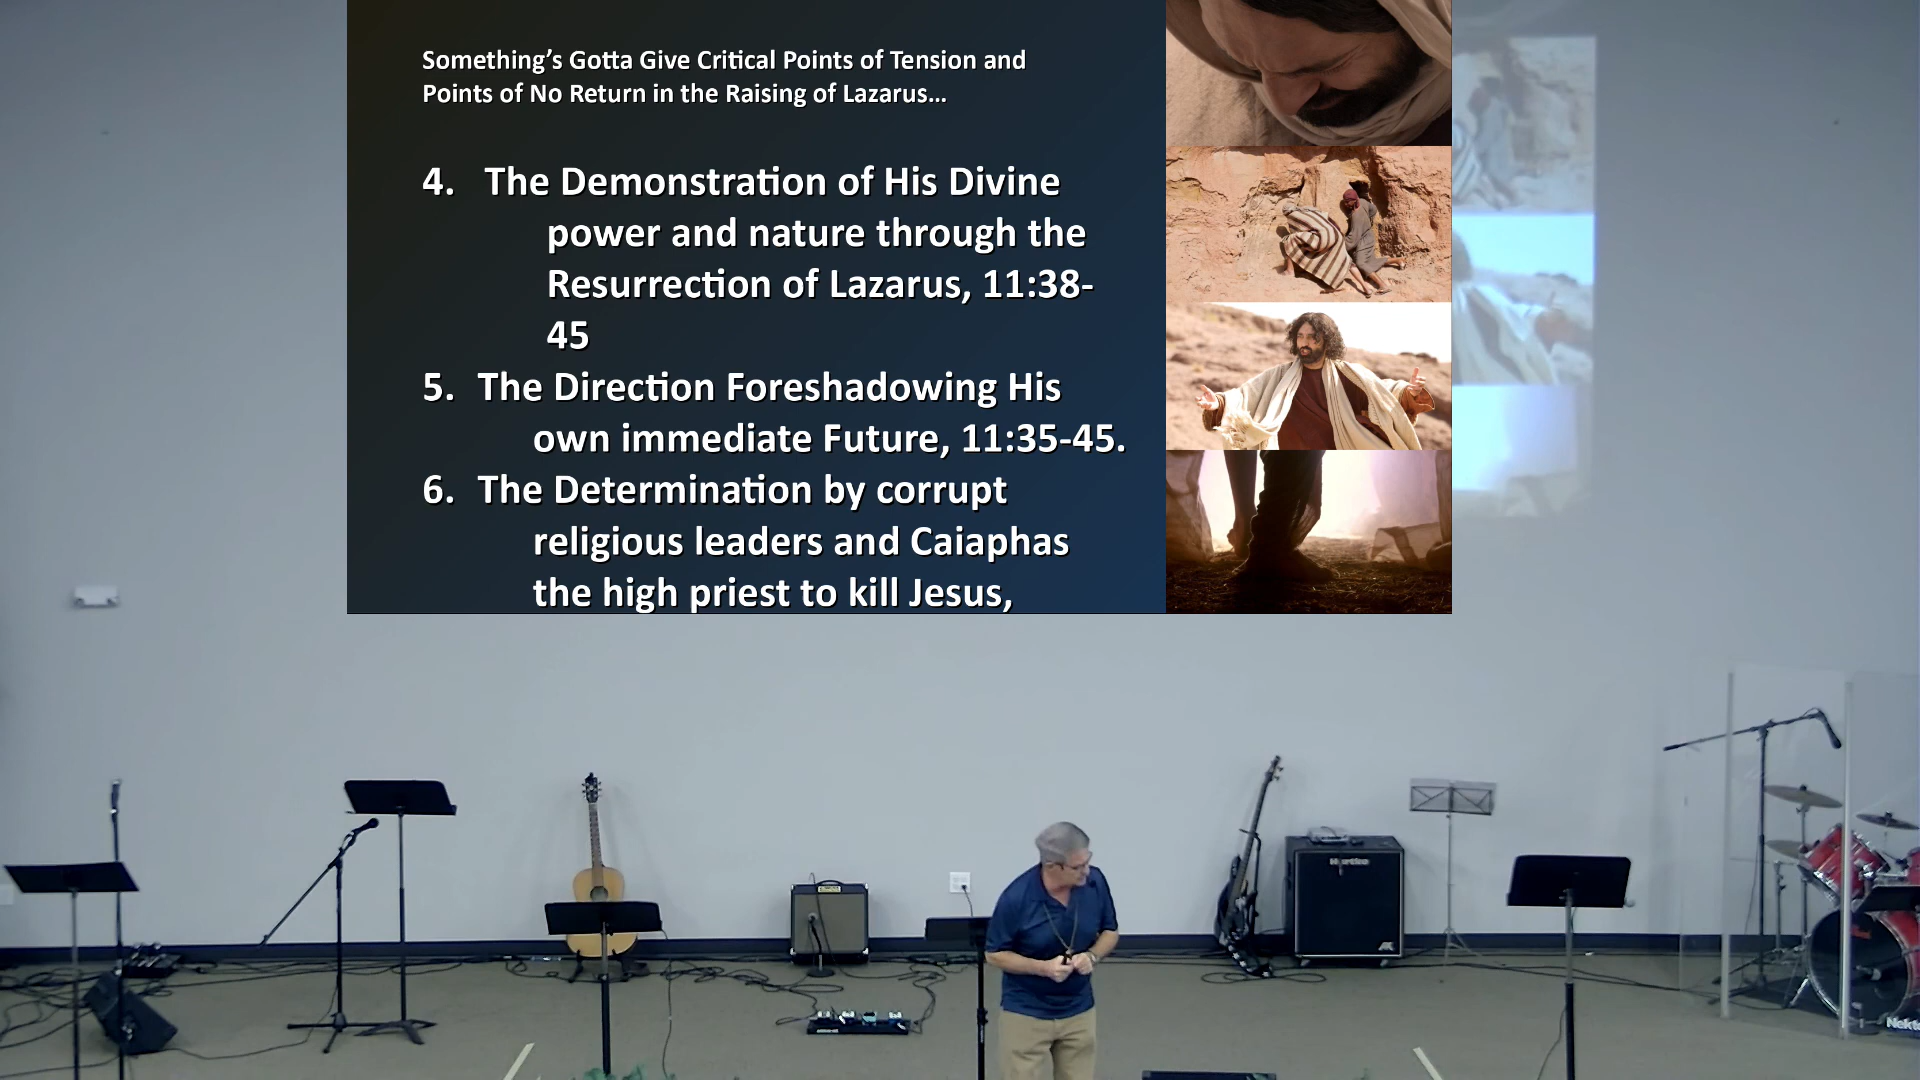 Something’s Gotta Give Critical Points of Tension and
Points of No Return in the Raising of Lazarus…
4. The Demonstration of His Divine
power and nature through the
Resurrection of Lazarus, 11:38-
45
5. The Direction Foreshadowing His
own immediate Future, 11:35-45.
6. The Determination by corrupt
religious leaders and Caiaphas
the high priest to kill Jesus,
Hartke